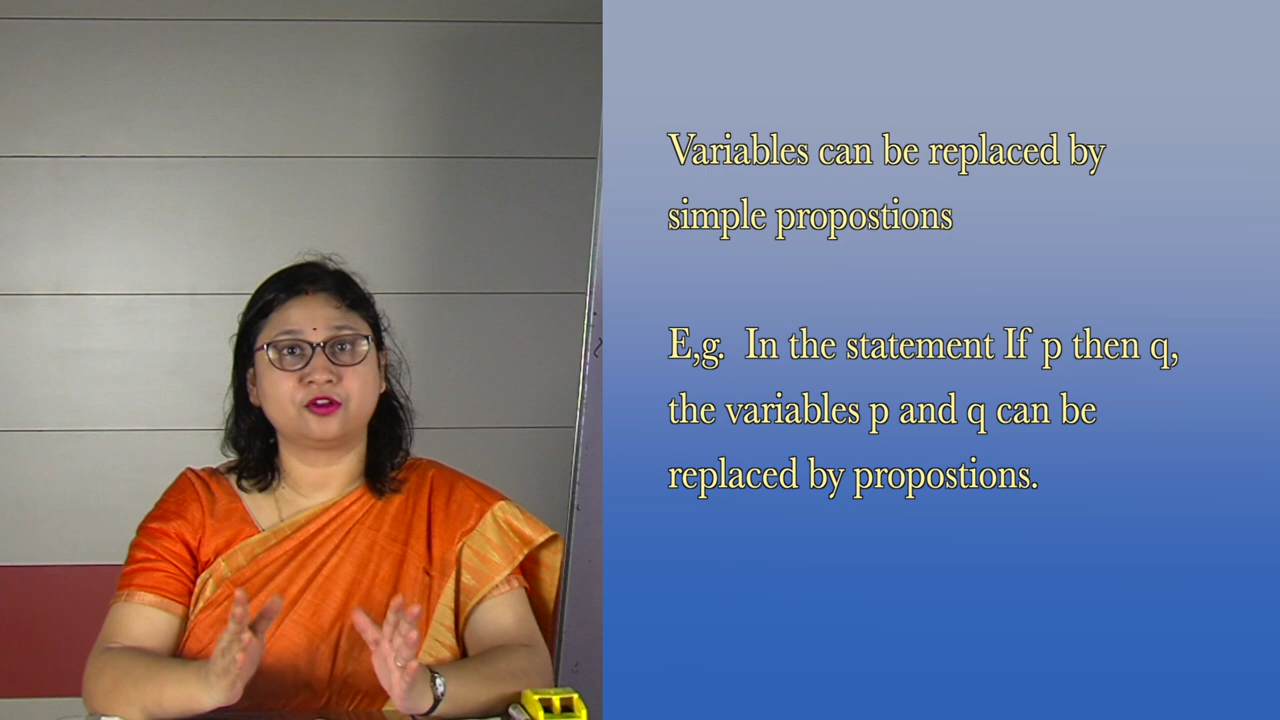 Variables can be replaced by
simple propostions
E,g. In the statement If p then q,
the variables p and q can be
replaced by propostions.